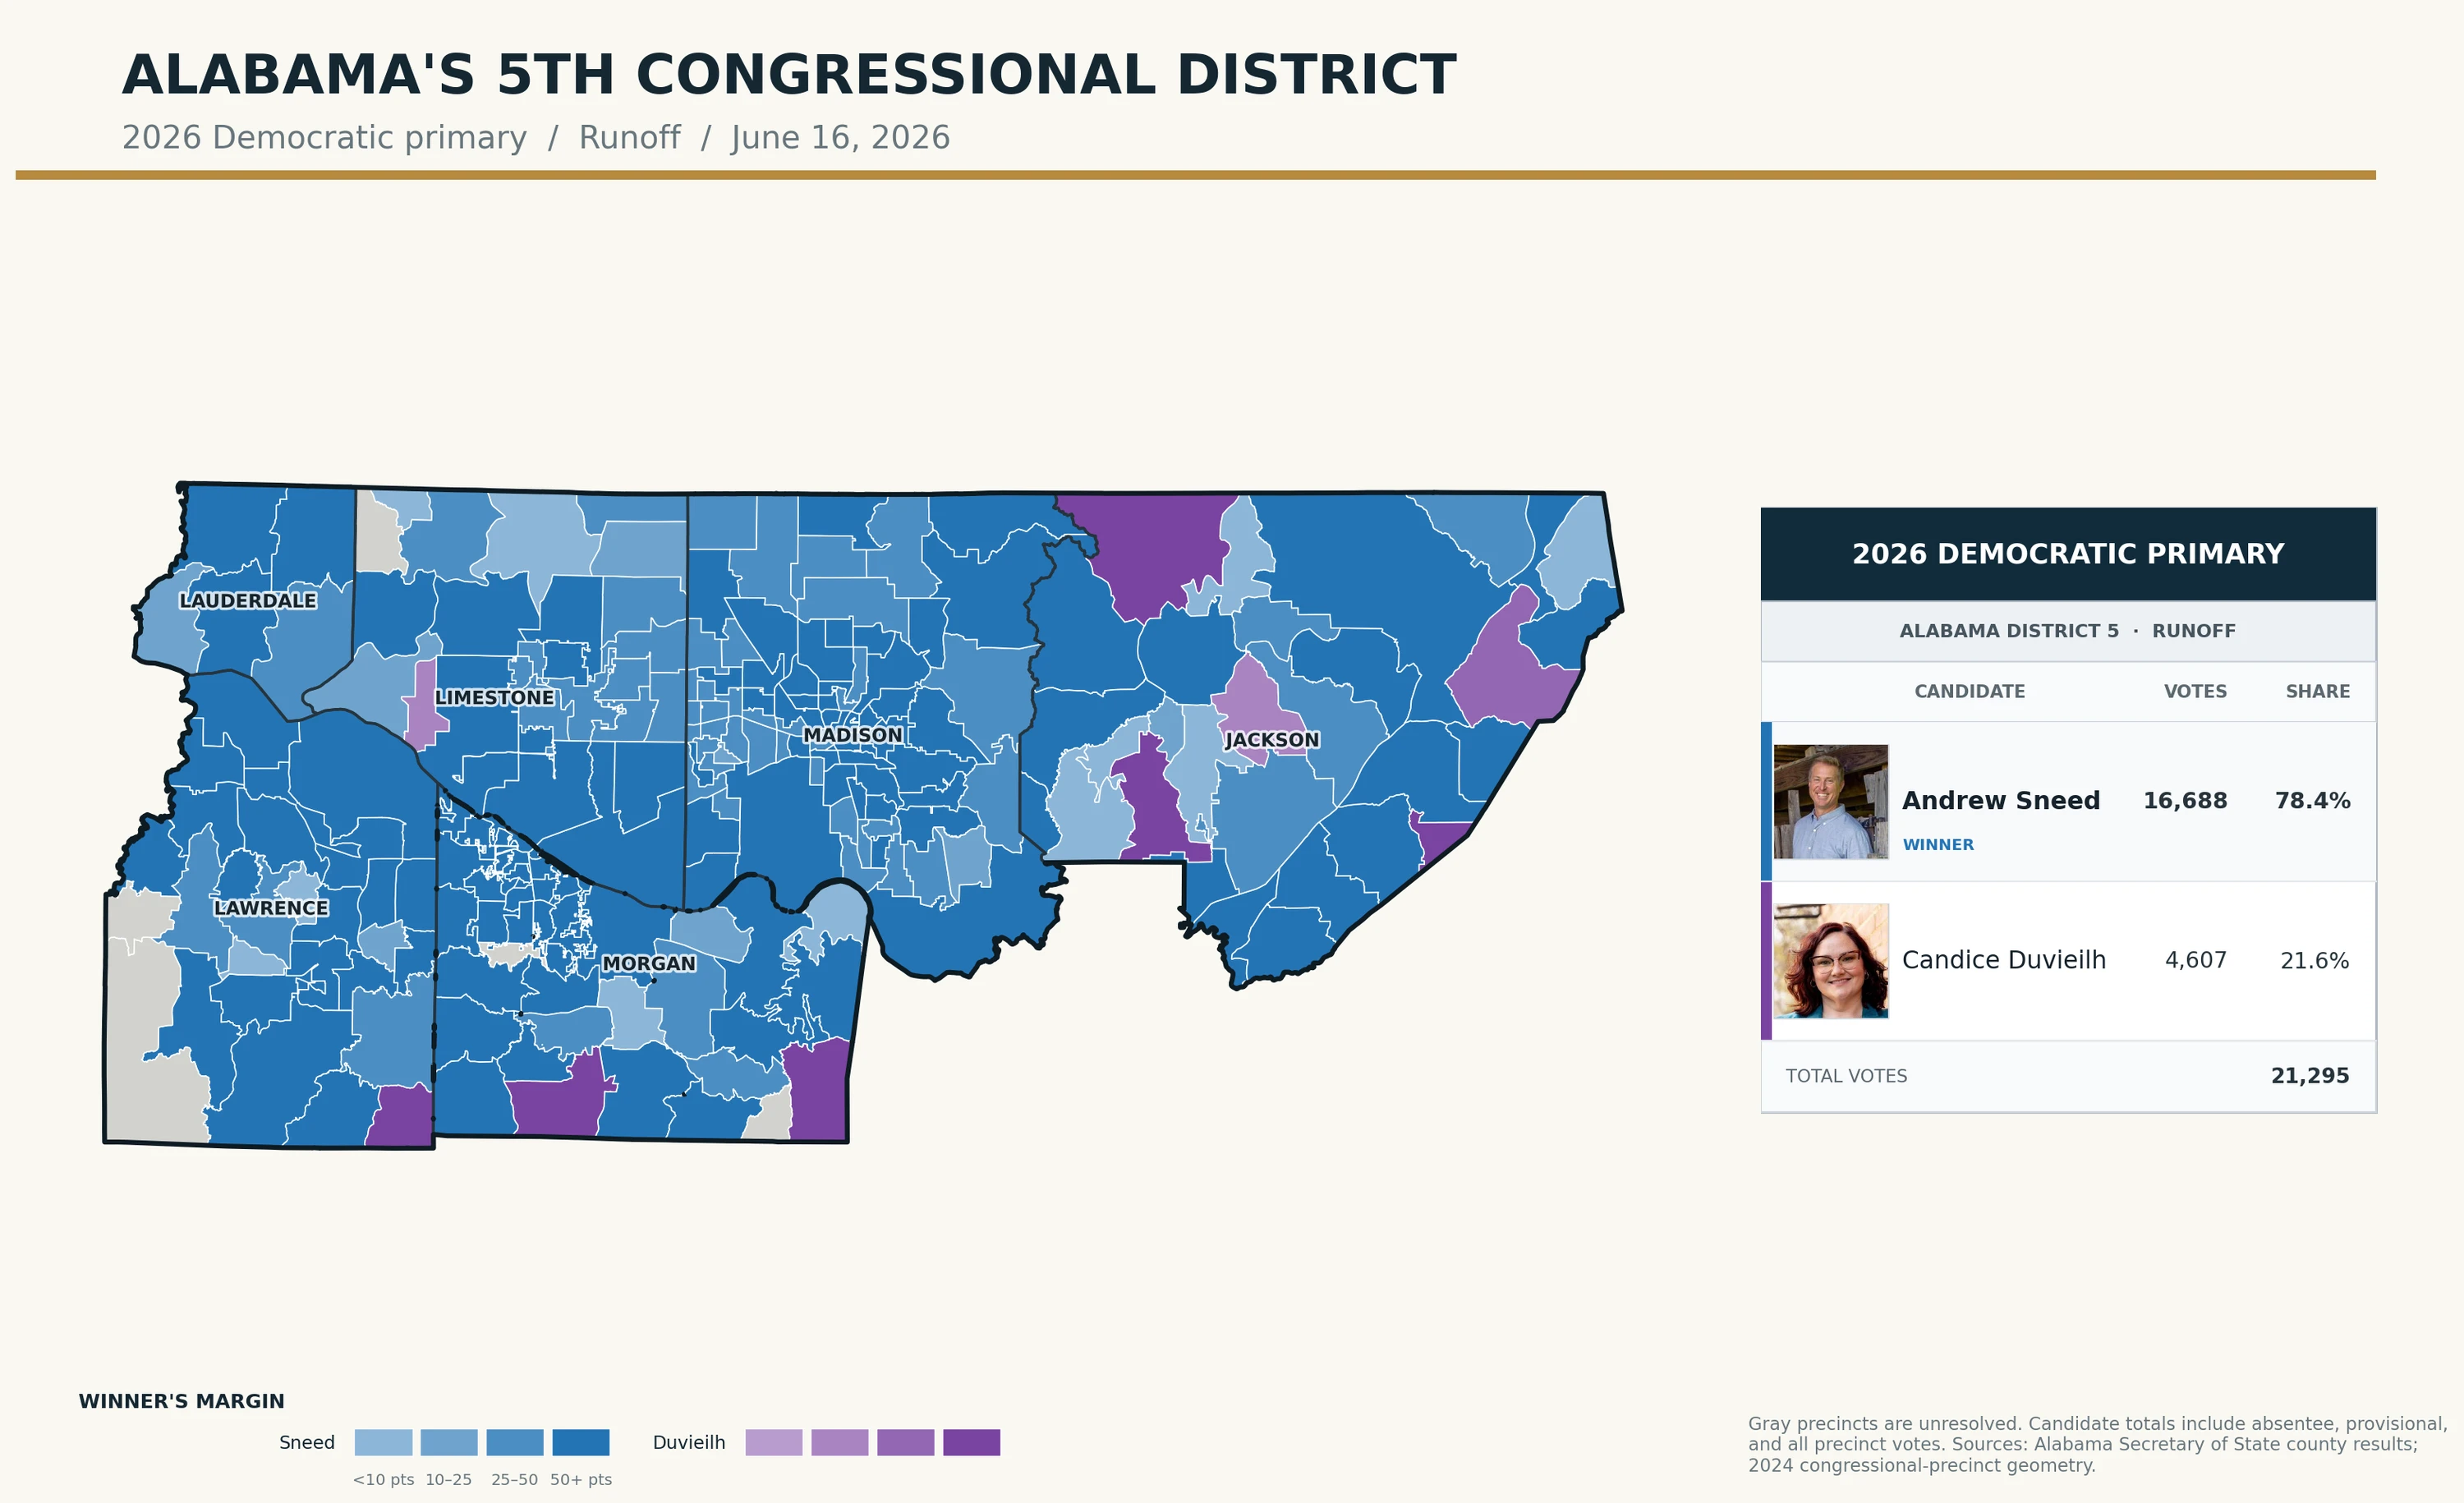 ALABAMA'S 5TH CONGRESSIONAL DISTRICT
2026 Democratic primary / Runoff / June 16, 2026
LAUDERDALE
LIMESTONE
MADISON
JACKSON
LAWRENCE
MORGAN
2026 DEMOCRATIC PRIMARY
ALABAMA DISTRICT 5 · RUNOFF
CANDIDATE VOTES SHARE
Andrew Sneed 16,688 78.4%
WINNER
Candice Duvieilh 4,607 21.6%
TOTAL VOTES 21,295
WINNER'S MARGIN
Sneed Duvieilh
<10 pts 10–25 25–50 50+ pts
Gray precincts are unresolved. Candidate totals include absentee, provisional,
and all precinct votes. Sources: Alabama Secretary of State county results;
2024 congressional-precinct geometry.